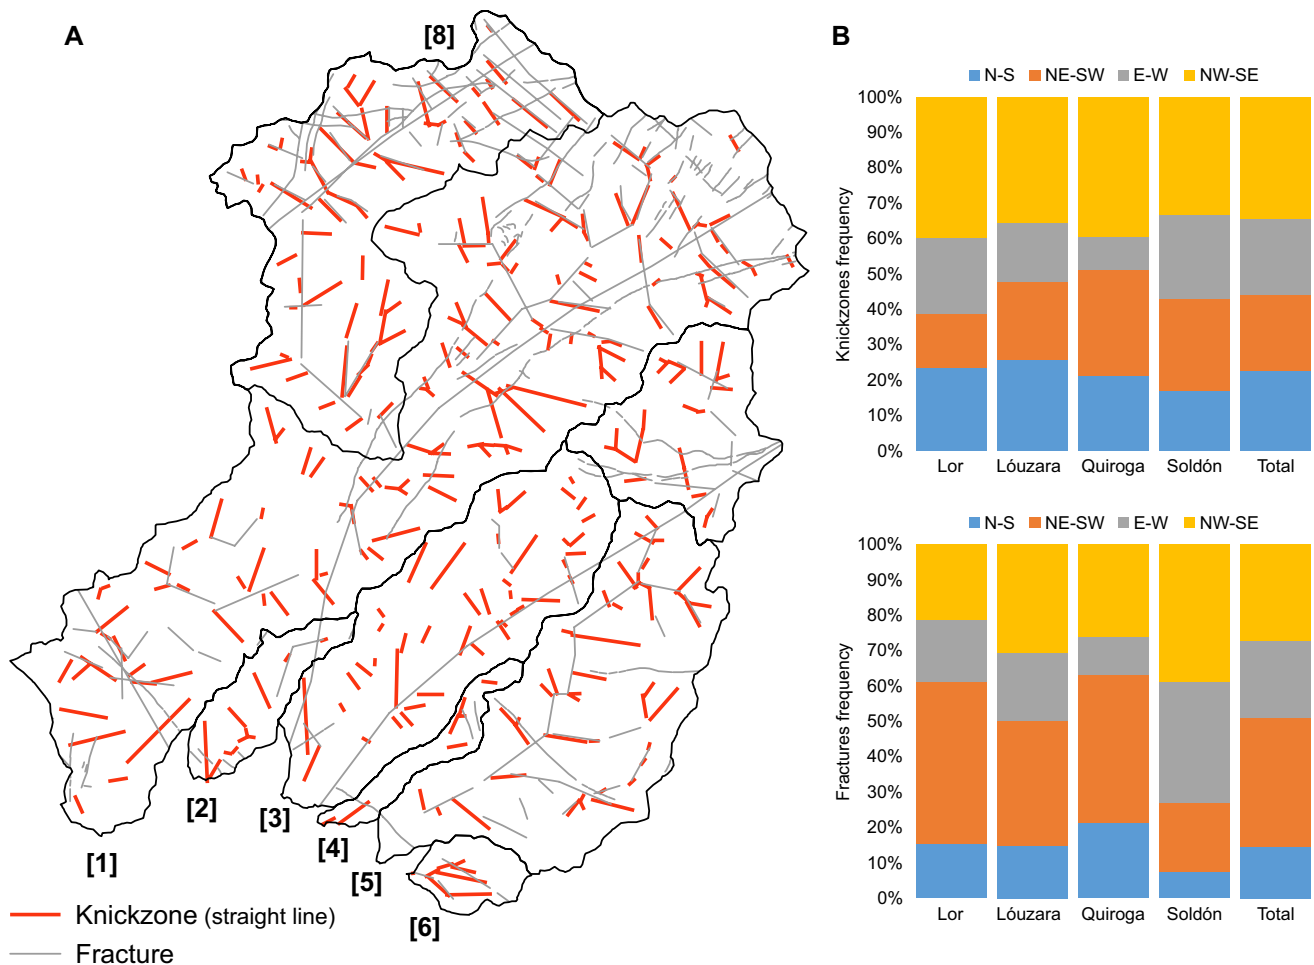 A
[8]
[1]
[2]
[3]
[4]
[5]
[6]
Knickzone (straight line)
Fracture
B
N-S NE-SW E-W NW-SE
Knickzones frequency
100%
90%
80%
70%
60%
50%
40%
30%
20%
10%
0%
Lor Lóuzara Quiroga Soldón Total
N-S NE-SW E-W NW-SE
Fractures frequency
100%
90%
80%
70%
60%
50%
40%
30%
20%
10%
0%
Lor Lóuzara Quiroga Soldón Total